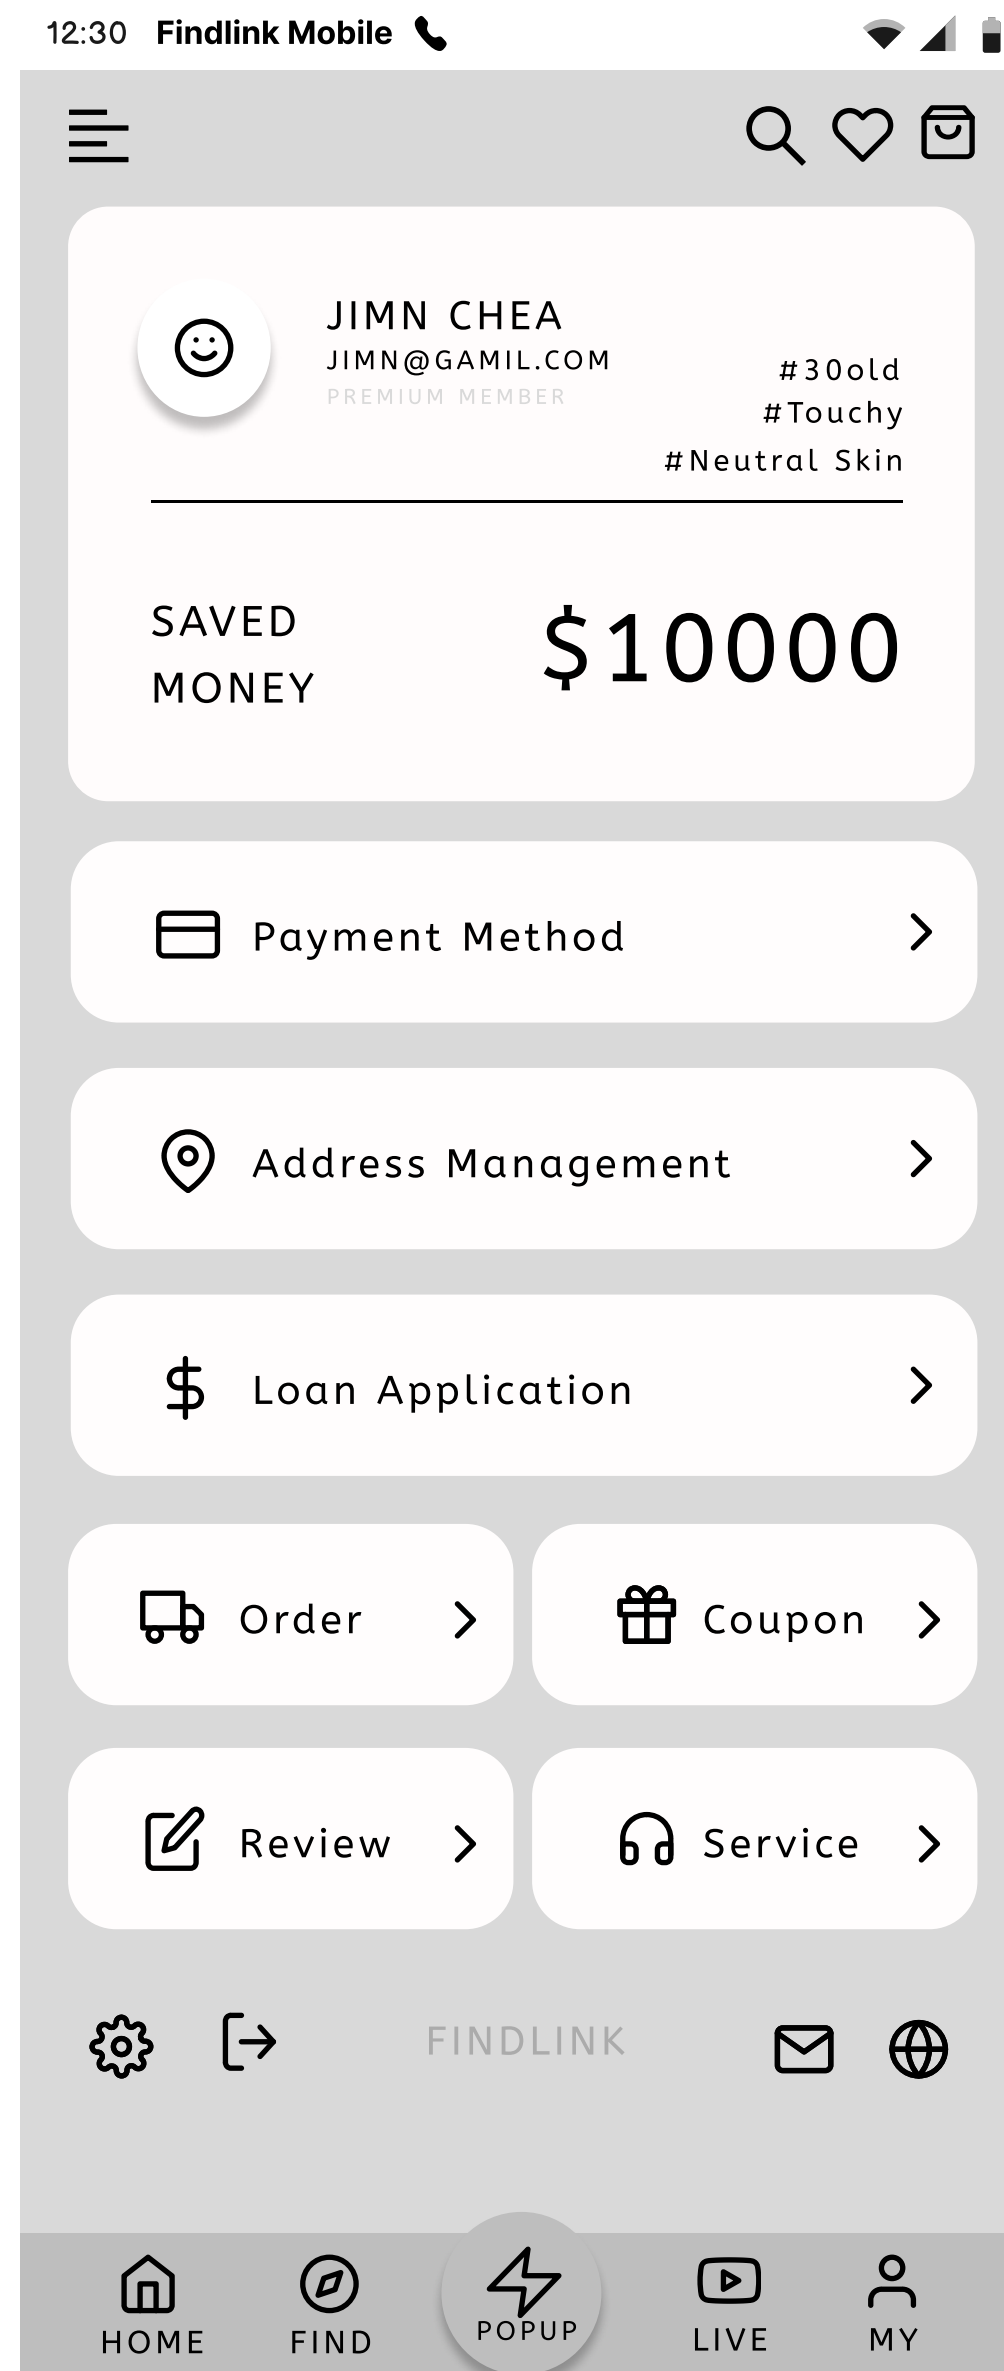 12:30 Findlink Mobile
JIMN CHEA
JIMN@GAMIL.COM
PREMIUM MEMBER
#30old
#Touchy
#Neutral Skin
SAVED
MONEY
$10000
Payment Method
Address Management
Loan Application
Order
Coupon
Review
Service
FINDLINK
HOME
FIND
POPUP
LIVE
MY